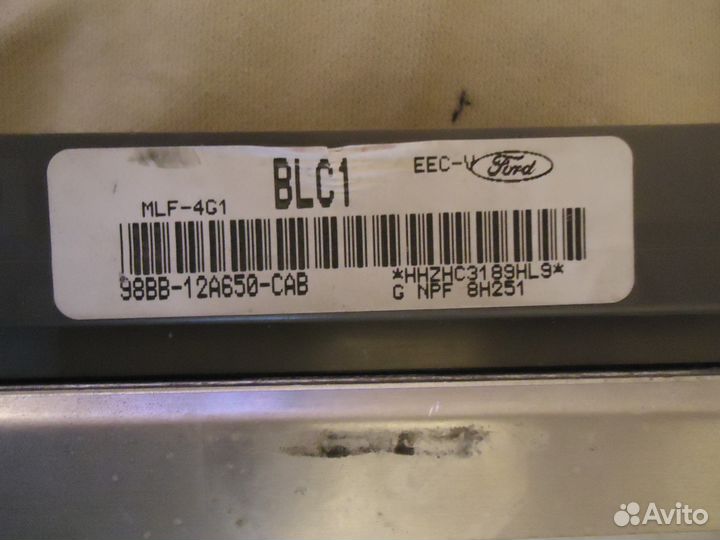 BLC1
EEC-V Ford
MLF-4G1
98BB-12A650-CAB
*HHZHC3189HL9*
G NPF 8H251
Avito